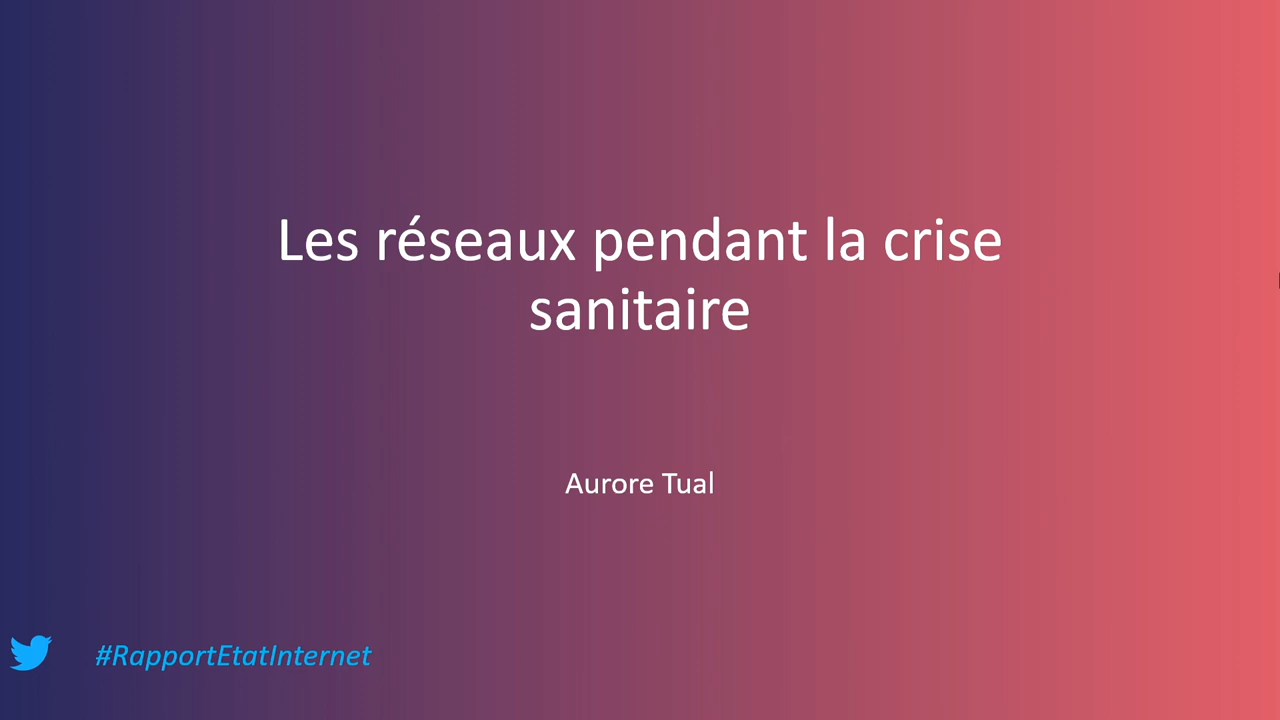 Les réseaux pendant la crise
sanitaire
Aurore Tual
#RapportEtatInternet